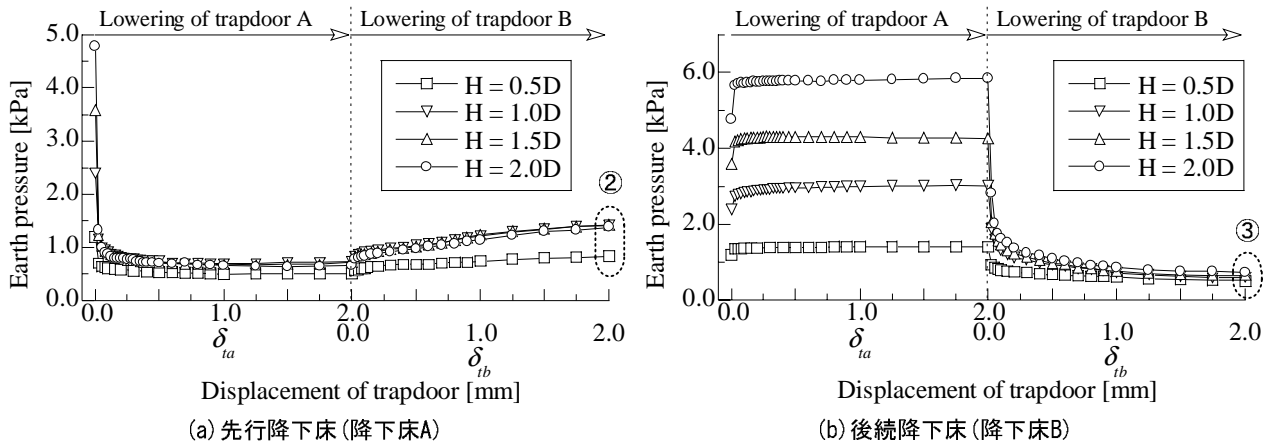 Lowering of trapdoor A
Lowering of trapdoor B
5.0
4.0
3.0
2.0
1.0
0.0
Earth pressure [kPa]
H = 0.5D
H = 1.0D
H = 1.5D
H = 2.0D
②
0.0
1.0
2.0
0.0
1.0
2.0
δta
δtb
Lowering of trapdoor A
Lowering of trapdoor B
6.0
4.0
2.0
0.0
Earth pressure [kPa]
H = 0.5D
H = 1.0D
H = 1.5D
H = 2.0D
③
0.0
1.0
2.0
0.0
1.0
2.0
δta
δtb
Displacement of trapdoor [mm]
Displacement of trapdoor [mm]
(a) 先行降下床(降下床A)
(b) 後続降下床(降下床B)